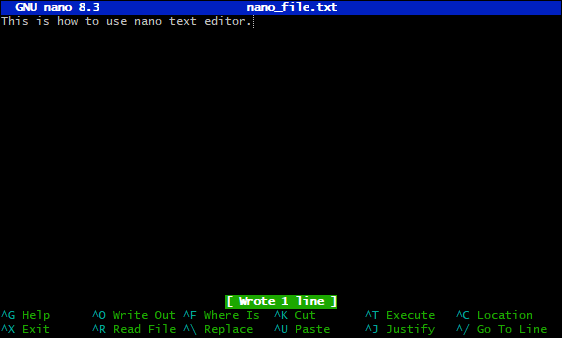 GNU nano 8.3 nano_file.txt
This is how to use nano text editor.
[ Wrote 1 line ]
^G Help ^O Write Out ^F Where Is ^K Cut ^T Execute ^C Location
^X Exit ^R Read File ^\ Replace ^U Paste ^J Justify ^/ Go To Line